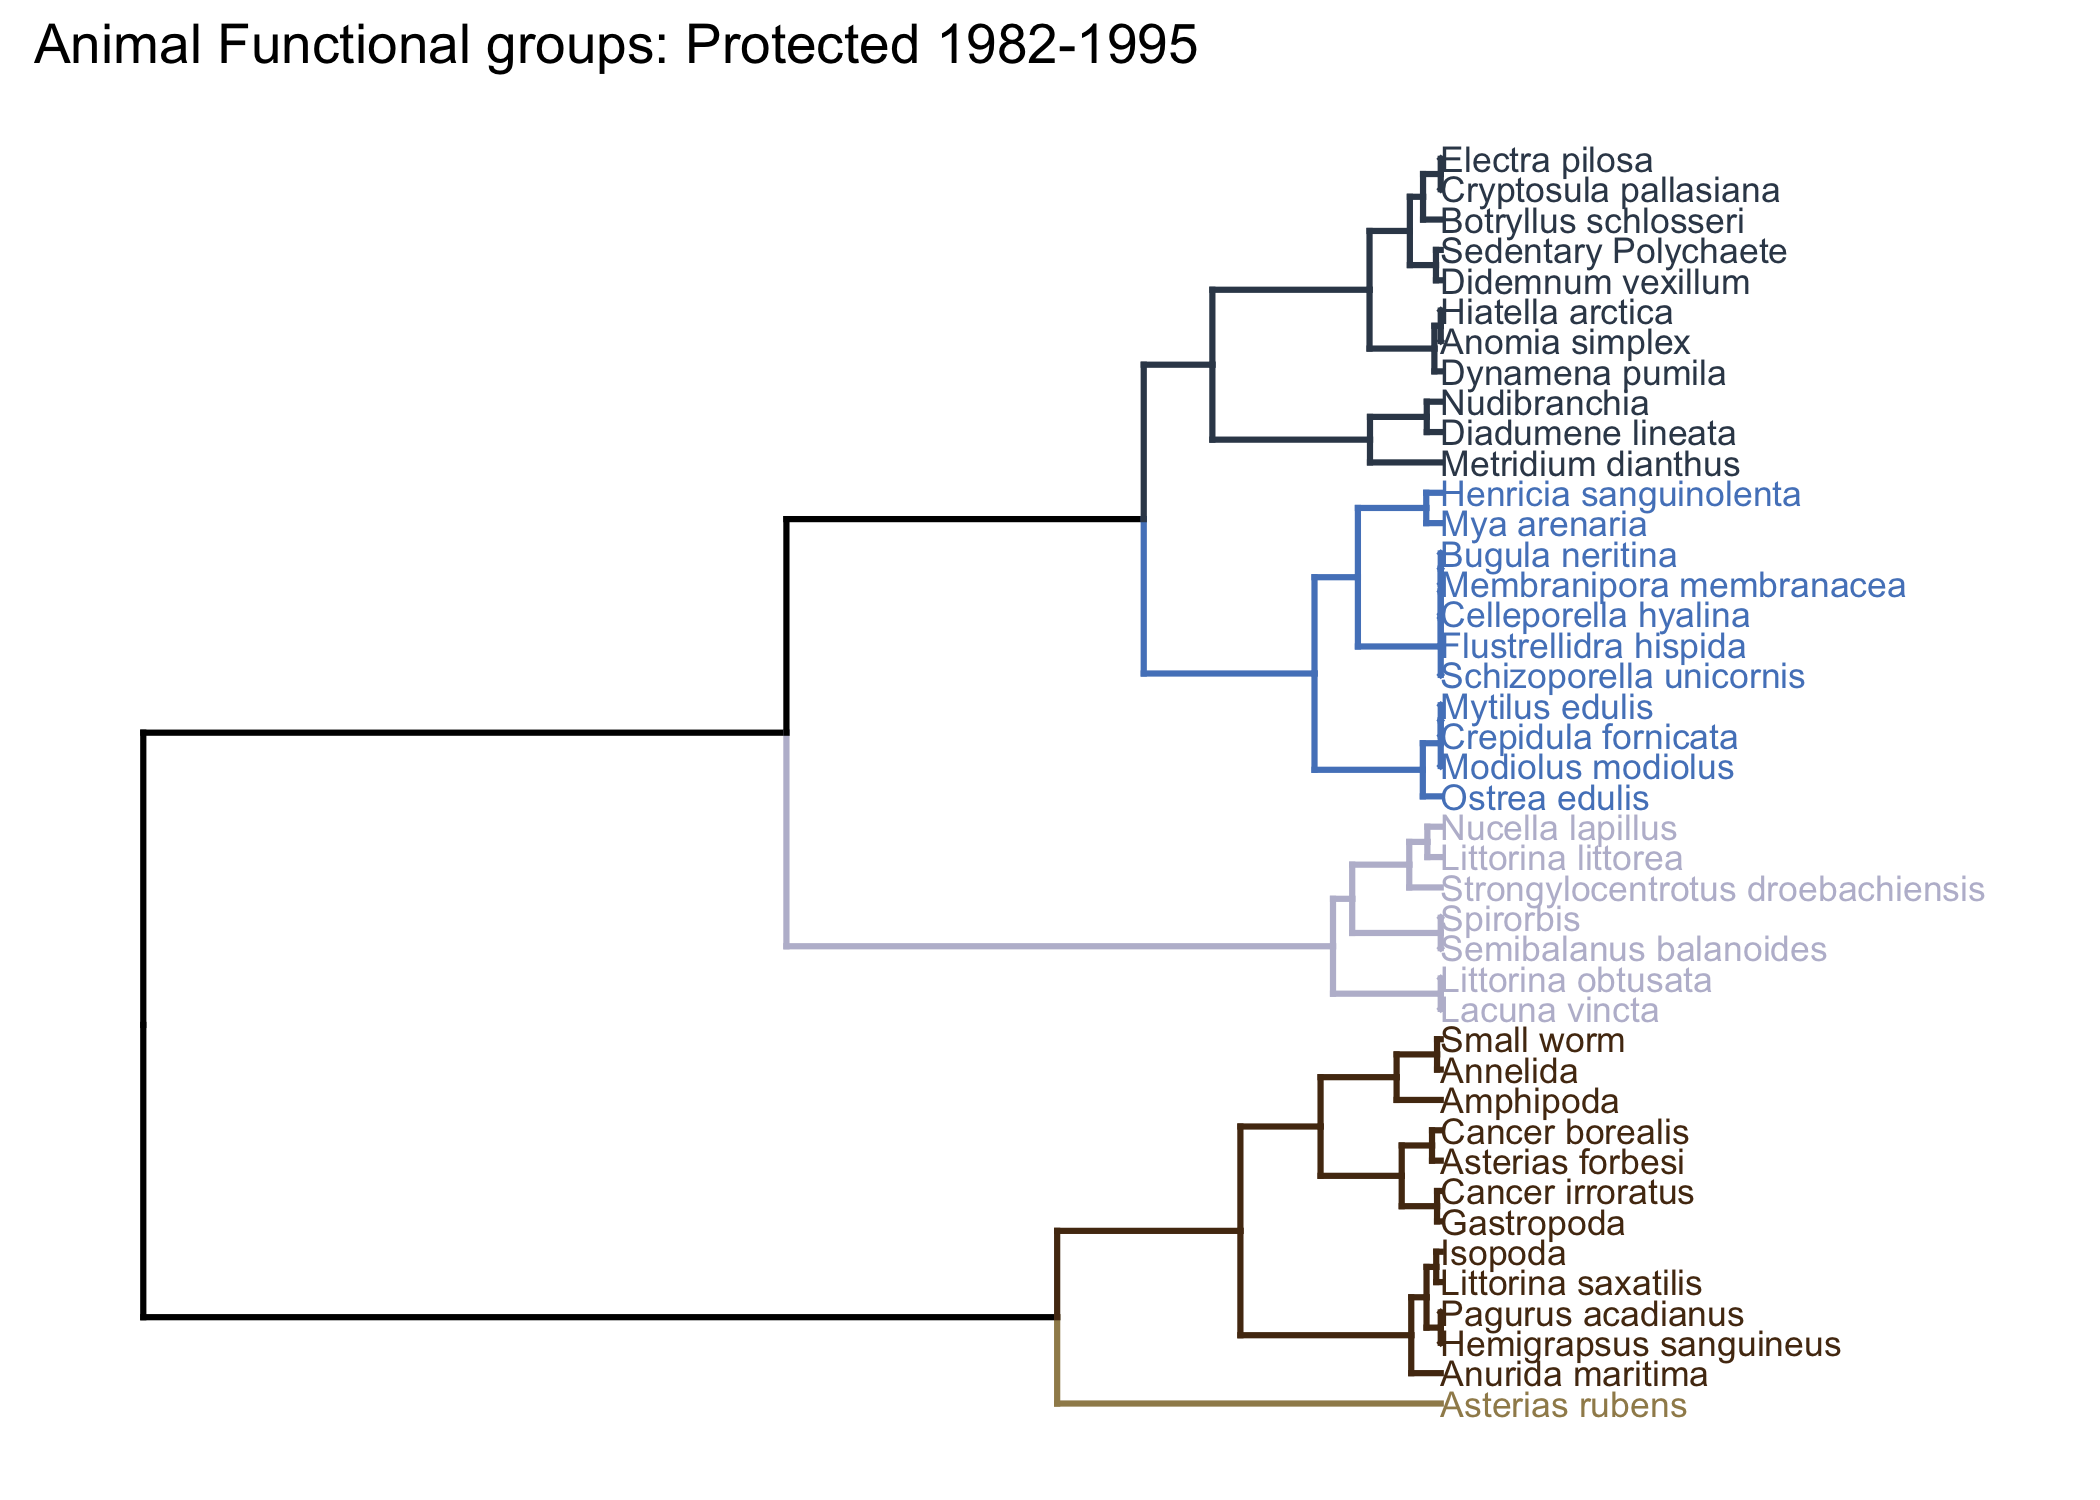 Animal Functional groups: Protected 1982-1995
Electra pilosa
Cryptosula pallasiana
Botryllus schlosseri
Sedentary Polychaete
Didemnum vexillum
Hiatella arctica
Anomia simplex
Dynamena pumila
Nudibranchia
Diadumene lineata
Metridium dianthus
Henricia sanguinolenta
Mya arenaria
Bugula neritina
Membranipora membranacea
Celleporella hyalina
Flustrellidra hispida
Schizoporella unicornis
Mytilus edulis
Crepidula fornicata
Modiolus modiolus
Ostrea edulis
Nucella lapillus
Littorina littorea
Strongylocentrotus droebachiensis
Spirorbis
Semibalanus balanoides
Littorina obtusata
Lacuna vincta
Small worm
Annelida
Amphipoda
Cancer borealis
Asterias forbesi
Cancer irroratus
Gastropoda
Isopoda
Littorina saxatilis
Pagurus acadianus
Hemigrapsus sanguineus
Anurida maritima
Asterias rubens